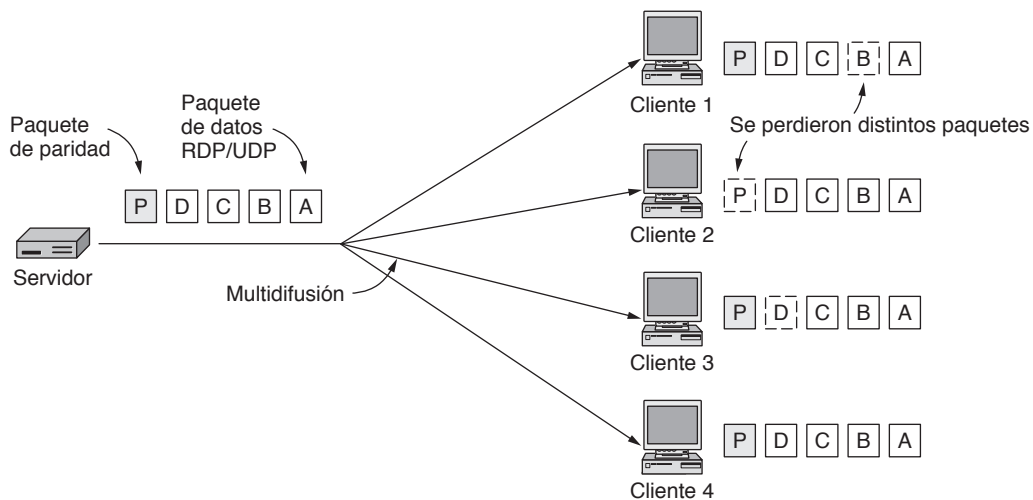 P D C B A
Cliente 1
Paquete
de paridad
Paquete
de datos
RDP/UDP
Se perdieron distintos paquetes
P D C B A
P D C B A
Cliente 2
Servidor
Multidifusión
P D C B A
Cliente 3
P D C B A
Cliente 4